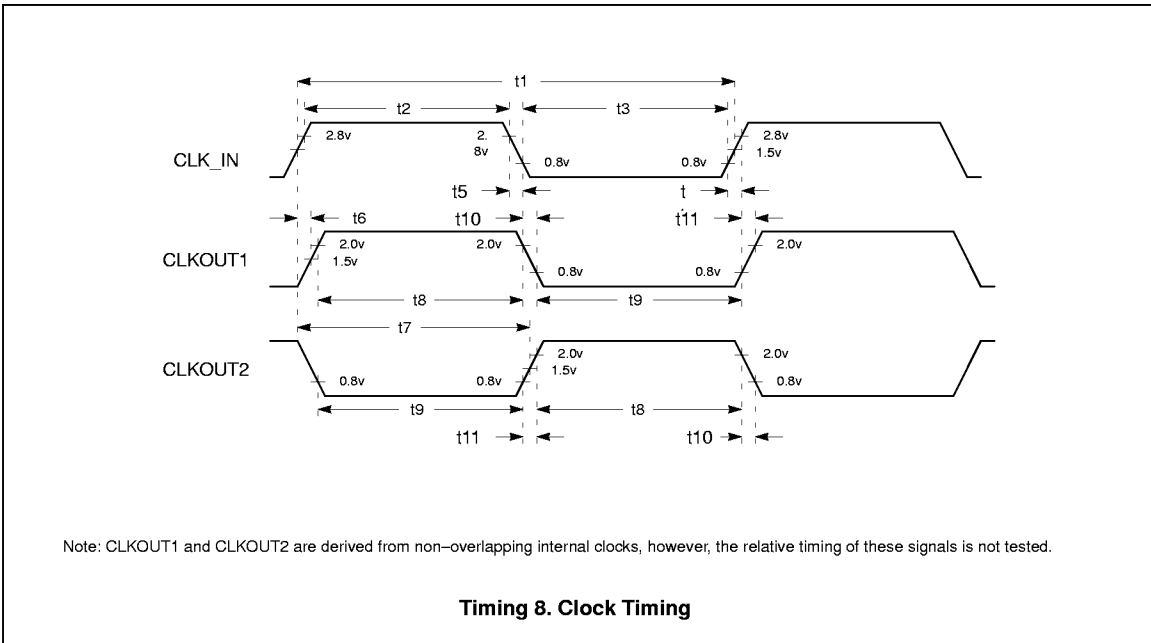 t1
t2 t3
2.8v 2. 2.8v
8v 1.5v
CLK_IN 0.8v 0.8v
t5 t
t6 t10 t11
2.0v 2.0v 2.0v
CLKOUT1 1.5v
0.8v 0.8v
t8 t9
t7
2.0v 2.0v
CLKOUT2 1.5v
0.8v 0.8v 0.8v
t9 t8
t11 t10
Note: CLKOUT1 and CLKOUT2 are derived from non–overlapping internal clocks, however, the relative timing of these signals is not tested.
Timing 8. Clock Timing